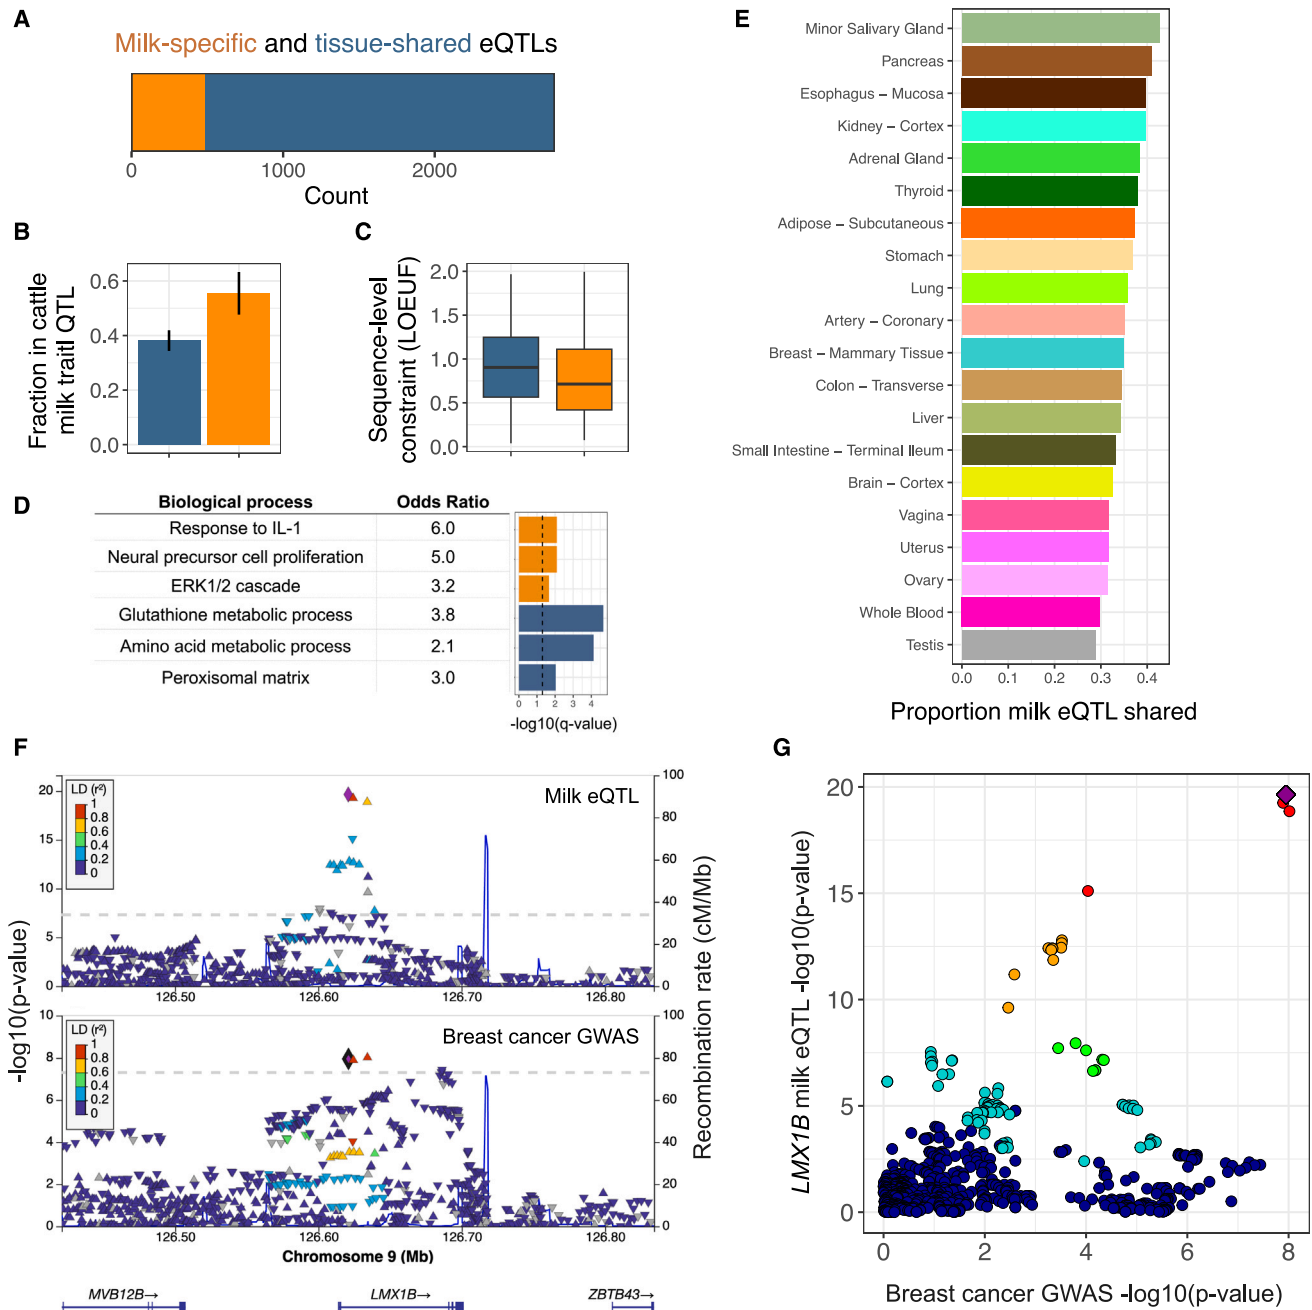 A
Milk-specific and tissue-shared eQTLs
0 1000 2000
Count
B
Fraction in cattle
milk traitl QTL
0.6
0.4
0.2
0.0
C
Sequence-level
constraint (LOEUF)
2.0
1.5
1.0
0.5
0.0
D
Biological process Odds Ratio
Response to IL-1 6.0
Neural precursor cell proliferation 5.0
ERK1/2 cascade 3.2
Glutathione metabolic process 3.8
Amino acid metabolic process 2.1
Peroxisomal matrix 3.0
0 1 2 3 4
-log10(q-value)
E
Minor Salivary Gland
Pancreas
Esophagus – Mucosa
Kidney – Cortex
Adrenal Gland
Thyroid
Adipose – Subcutaneous
Stomach
Lung
Artery – Coronary
Breast – Mammary Tissue
Colon – Transverse
Liver
Small Intestine – Terminal Ileum
Brain – Cortex
Vagina
Uterus
Ovary
Whole Blood
Testis
0.0 0.1 0.2 0.3 0.4
Proportion milk eQTL shared
F
-log10(p-value)
Recombination rate (cM/Mb)
LD (r²)
1
0.8
0.6
0.4
0.2
0
Milk eQTL
20
15
10
5
0
100
80
60
40
20
0
126.50 126.60 126.70 126.80
LD (r²)
1
0.8
0.6
0.4
0.2
0
Breast cancer GWAS
10
8
6
4
2
0
100
80
60
40
20
0
126.50 126.60 126.70 126.80
Chromosome 9 (Mb)
MVB12B→ LMX1B→ ZBTB43→
G
LMX1B milk eQTL -log10(p-value)
20
15
10
5
0
0 2 4 6 8
Breast cancer GWAS -log10(p-value)